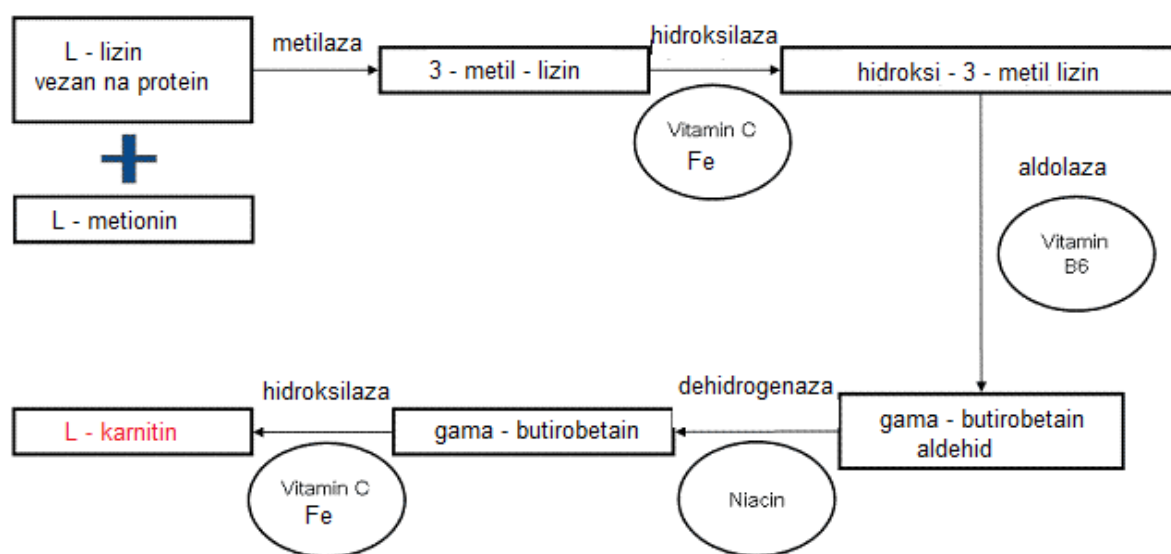 L - lizin
vezan na protein
metilaza
3 - metil - lizin
hidroksilaza
hidroksi - 3 - metil lizin
Vitamin C
Fe
L - metionin
aldolaza
Vitamin
B6
hidroksilaza
dehidrogenaza
L - karnitin
gama - butirobetain
gama - butirobetain
aldehid
Vitamin C
Fe
Niacin